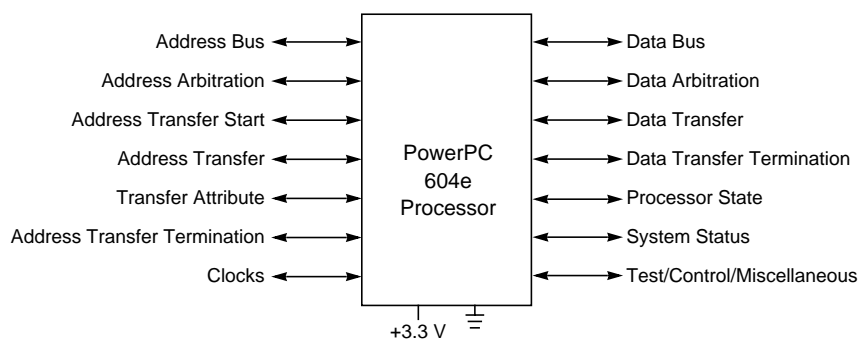 Address Bus
Address Arbitration
Address Transfer Start
Address Transfer
Transfer Attribute
Address Transfer Termination
Clocks
PowerPC
604e
Processor
Data Bus
Data Arbitration
Data Transfer
Data Transfer Termination
Processor State
System Status
Test/Control/Miscellaneous
+3.3 V